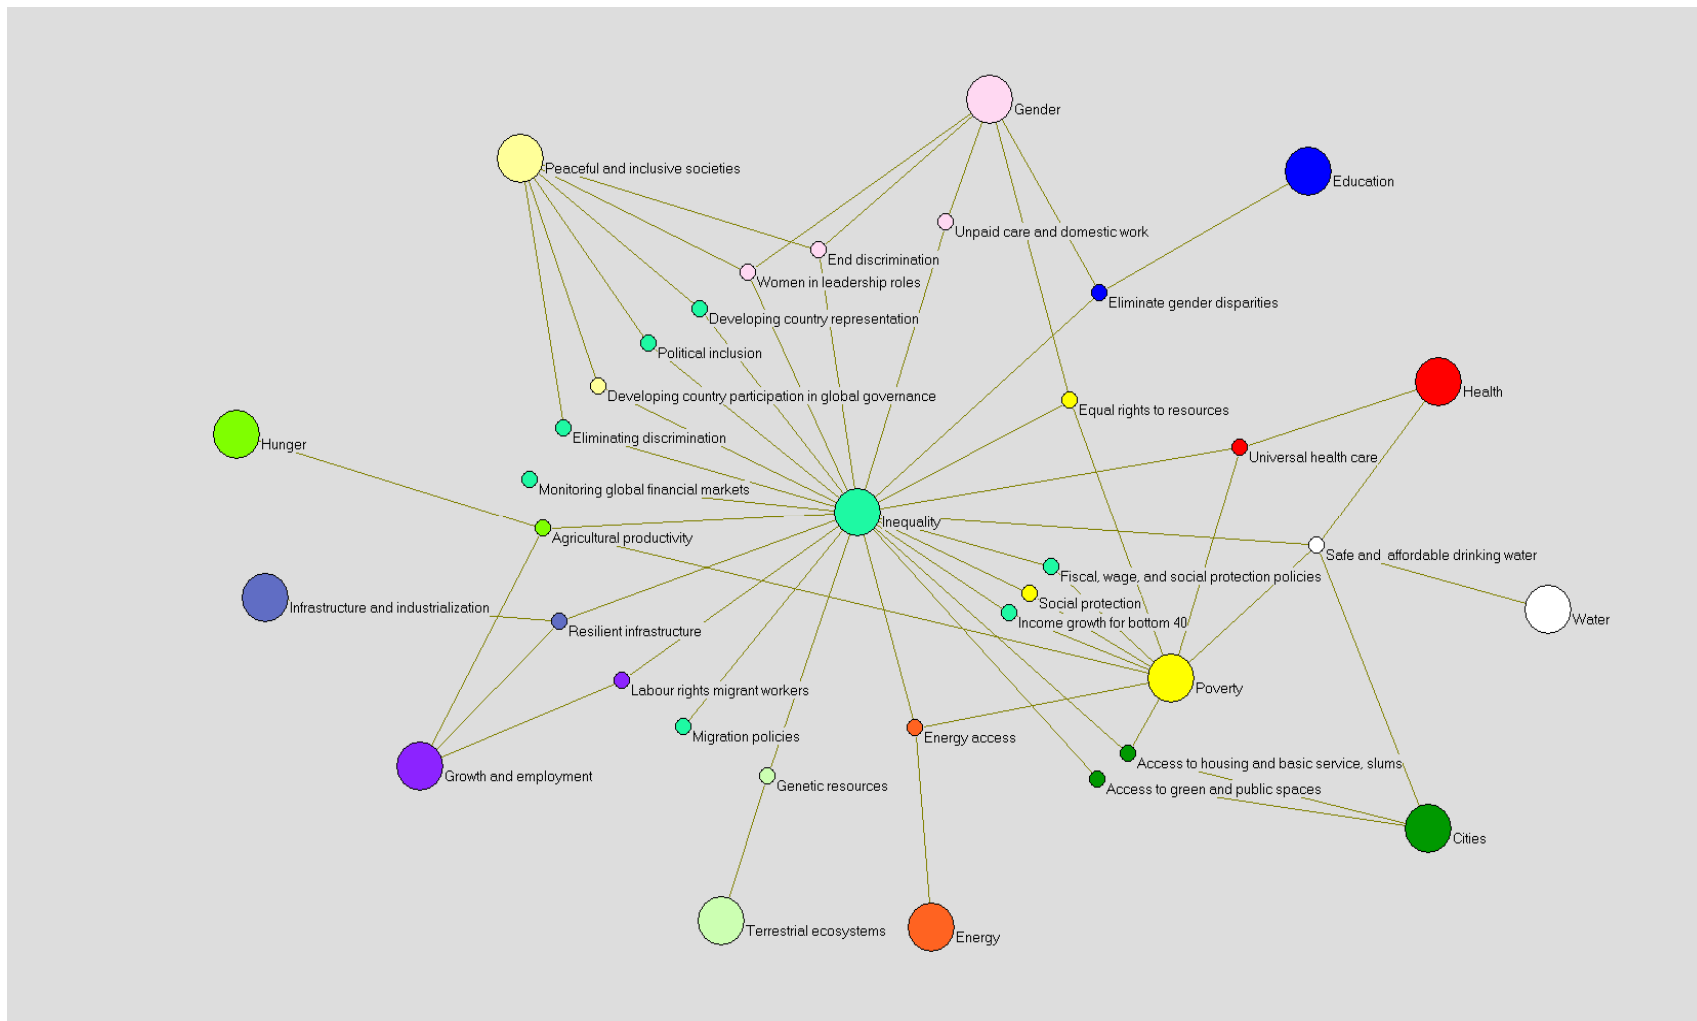 Gender
Peaceful and inclusive societies
Education
Unpaid care and domestic work
End discrimination
Women in leadership roles
Eliminate gender disparities
Developing country representation
Political inclusion
Health
Developing country participation in global governance
Equal rights to resources
Eliminating discrimination
Hunger
Universal health care
Monitoring global financial markets
Inequality
Agricultural productivity
Safe and affordable drinking water
Fiscal, wage, and social protection policies
Social protection
Infrastructure and industrialization
Income growth for bottom 40
Water
Resilient infrastructure
Poverty
Labour rights migrant workers
Migration policies
Energy access
Access to housing and basic service, slums
Growth and employment
Genetic resources
Access to green and public spaces
Cities
Terrestrial ecosystems
Energy